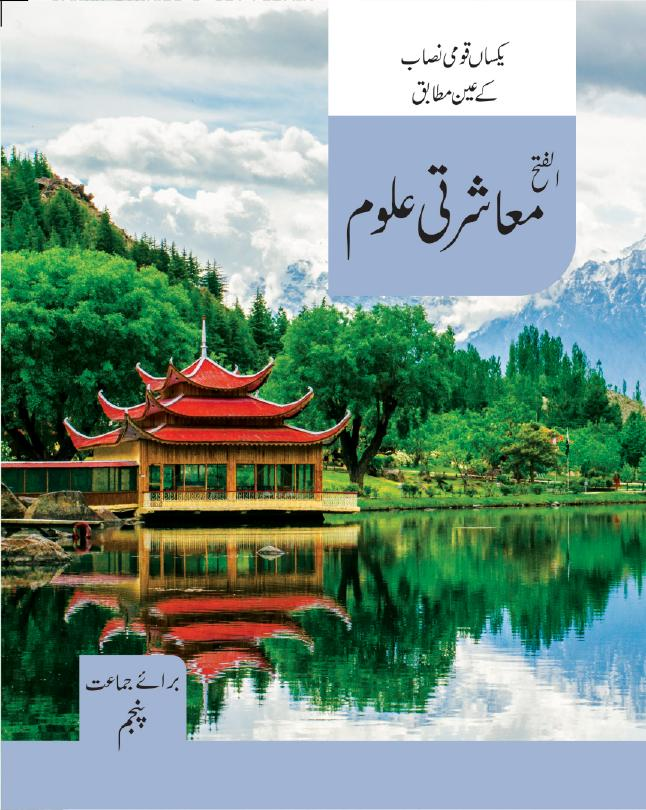 یکساں قومی نصاب
کے عین مطابق
الفتح
معاشرتی علوم
برائے جماعت
پنجم